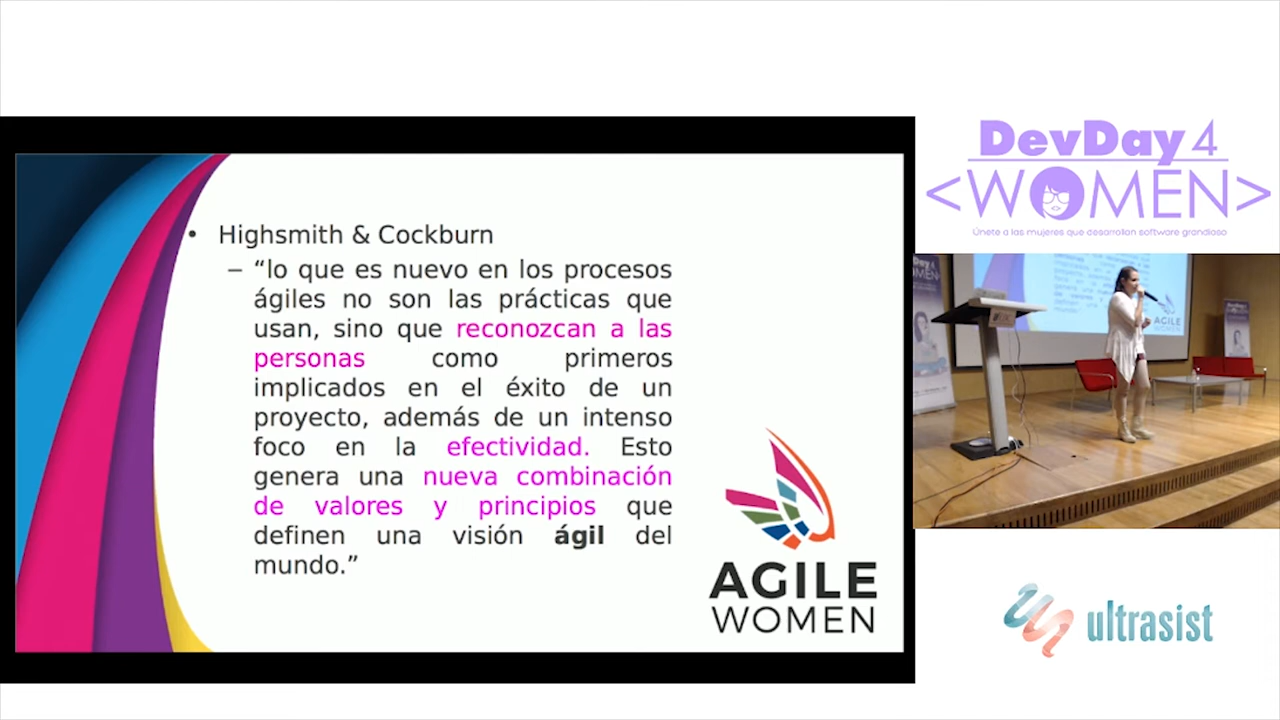 • Highsmith & Cockburn
– “lo que es nuevo en los procesos
ágiles no son las prácticas que
usan, sino que reconozcan a las
personas como primeros
implicados en el éxito de un
proyecto, además de un intenso
foco en la efectividad. Esto
genera una nueva combinación
de valores y principios que
definen una visión ágil del
mundo.”
AGILE
WOMEN
DevDay4
<WOMEN>
Únete a las mujeres que desarrollan software grandioso
AGILE
WOMEN
ultrasist